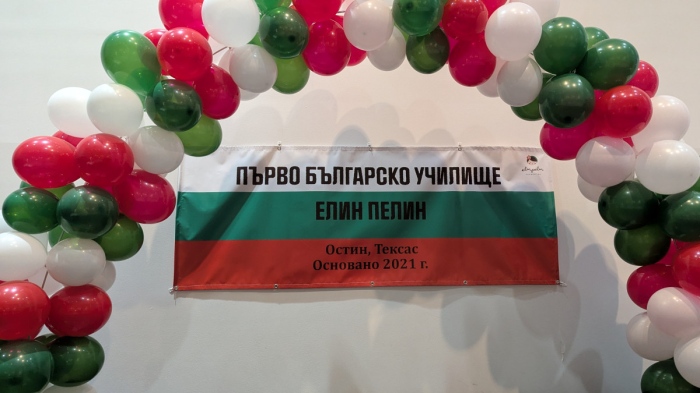 ПЪРВО БЪЛГАРСКО УЧИЛИЩЕ
ЕЛИН ПЕЛИН
Остин, Тексас
Основано 2021 г.